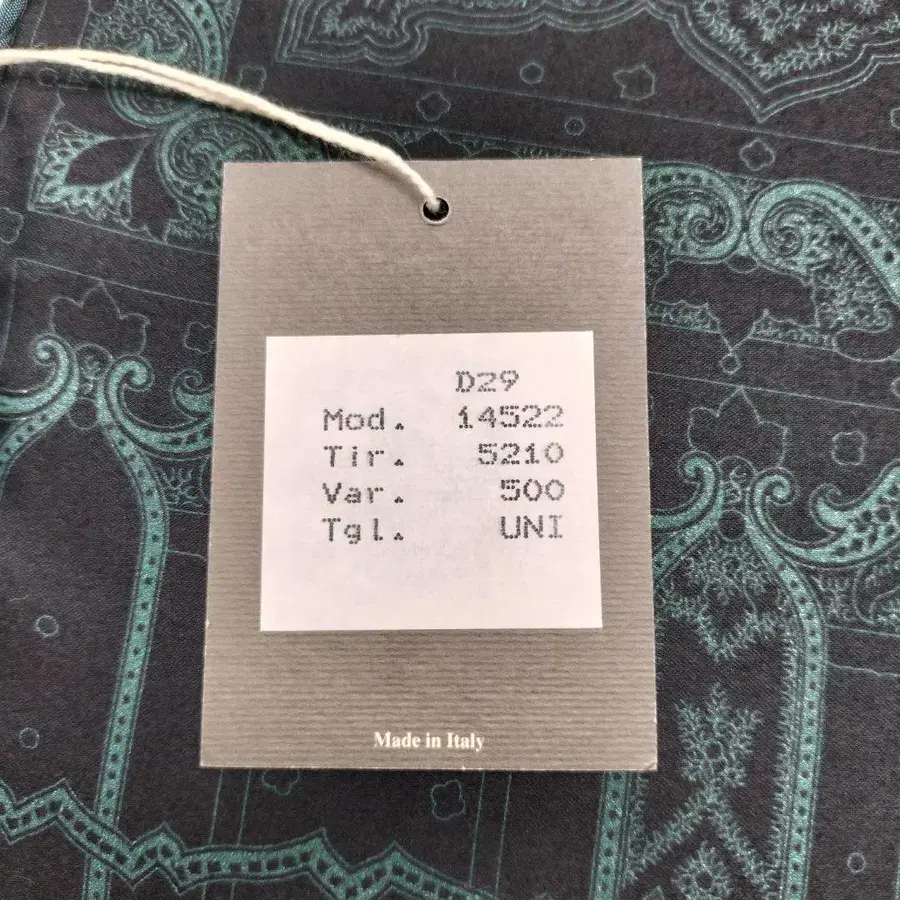 D29
Mod. 14522
Tir. 5210
Var. 500
Tgl. UNI
Made in Italy